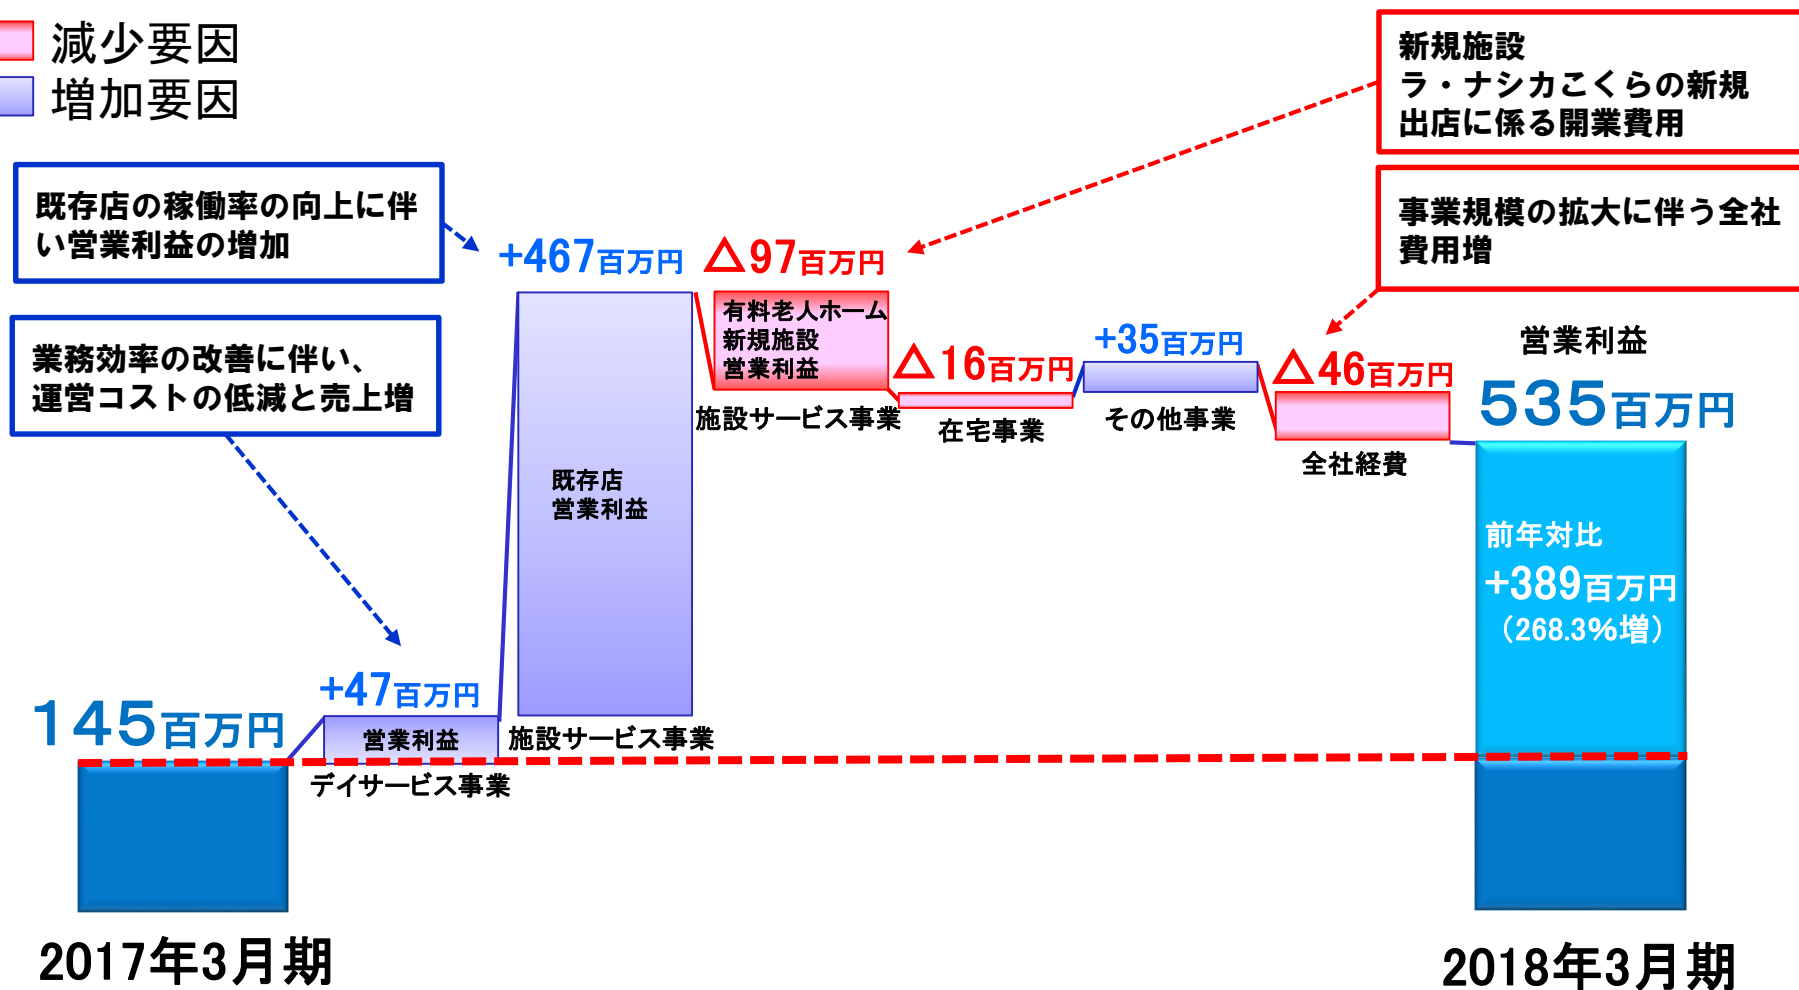 減少要因
増加要因
新規施設
ラ・ナシカこくらの新規
出店に係る開業費用
事業規模の拡大に伴う全社
費用増
既存店の稼働率の向上に伴
い営業利益の増加
業務効率の改善に伴い、
運営コストの低減と売上増
+467百万円
△97百万円
有料老人ホーム
新規施設
営業利益
施設サービス事業
△16百万円
在宅事業
+35百万円
その他事業
△46百万円
全社経費
営業利益
535百万円
前年対比
+389百万円
（268.3%増）
既存店
営業利益
施設サービス事業
+47百万円
営業利益
デイサービス事業
145百万円
2017年3月期
2018年3月期